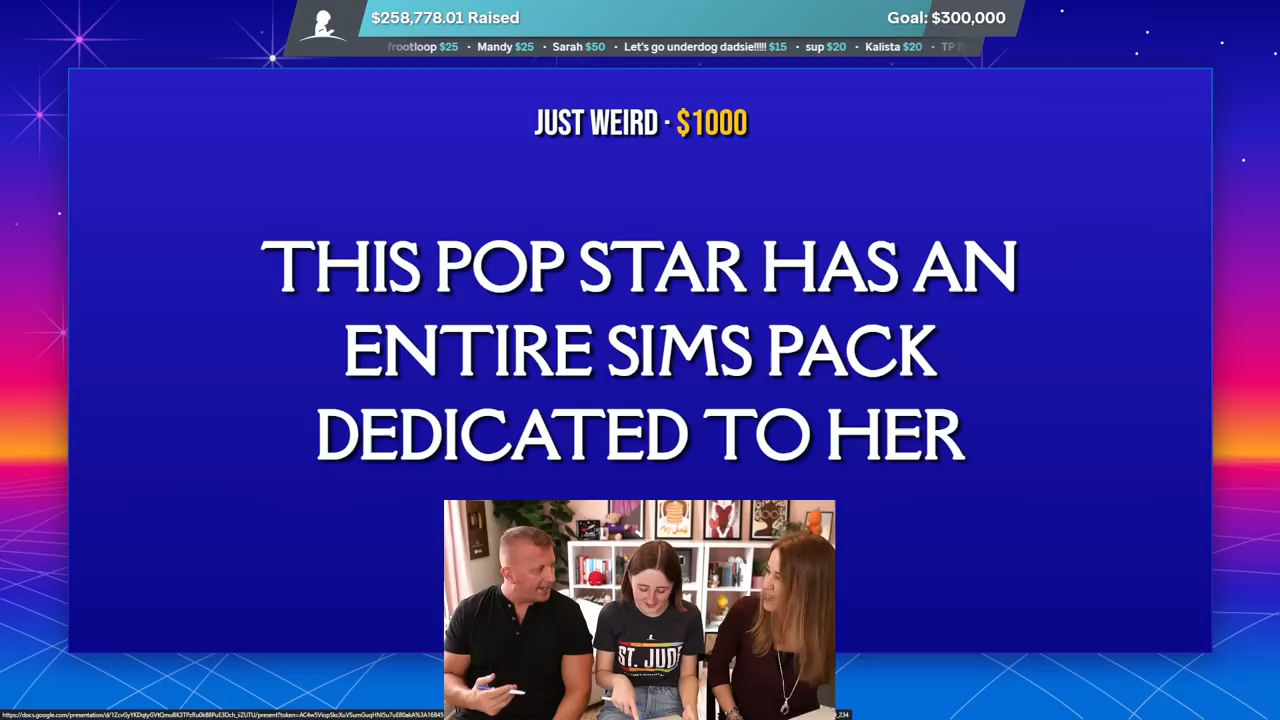 $258,778.01 Raised
Goal: $300,000
frootloop $25 · Mandy $25 · Sarah $50 · Let's go underdog dadsie!!!!! $15 · sup $20 · Kalista $20 · TP
JUST WEIRD · $1000
THIS POP STAR HAS AN
ENTIRE SIMS PACK
DEDICATED TO HER
ST. JUDE